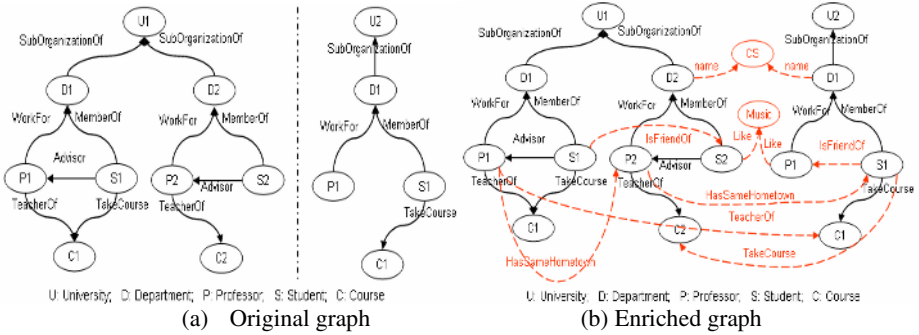 U1
U2
SubOrganizationOf
SubOrganizationOf
SubOrganizationOf
D1
D2
D1
WorkFor
MemberOf
WorkFor
MemberOf
WorkFor
MemberOf
Advisor
P1
S1
P2
Advisor
S2
P1
S1
TeacherOf
TakeCourse
TeacherOf
TakeCourse
C1
C2
C1
U: University; D: Department; P: Professor; S: Student; C: Course
(a) Original graph
U1
U2
SubOrganizationOf
SubOrganizationOf
SubOrganizationOf
CS
name
name
D1
D2
D1
WorkFor
MemberOf
WorkFor
MemberOf
WorkFor
MemberOf
Music
Like
Like
IsFriendOf
IsFriendOf
Advisor
P1
S1
P2
Advisor
S2
P1
S1
TeacherOf
TakeCourse
TeacherOf
TakeCourse
HasSameHometown
TeacherOf
C1
C2
C1
HasSameHometown
TakeCourse
U: University; D: Department; P: Professor; S: Student; C: Course
(b) Enriched graph